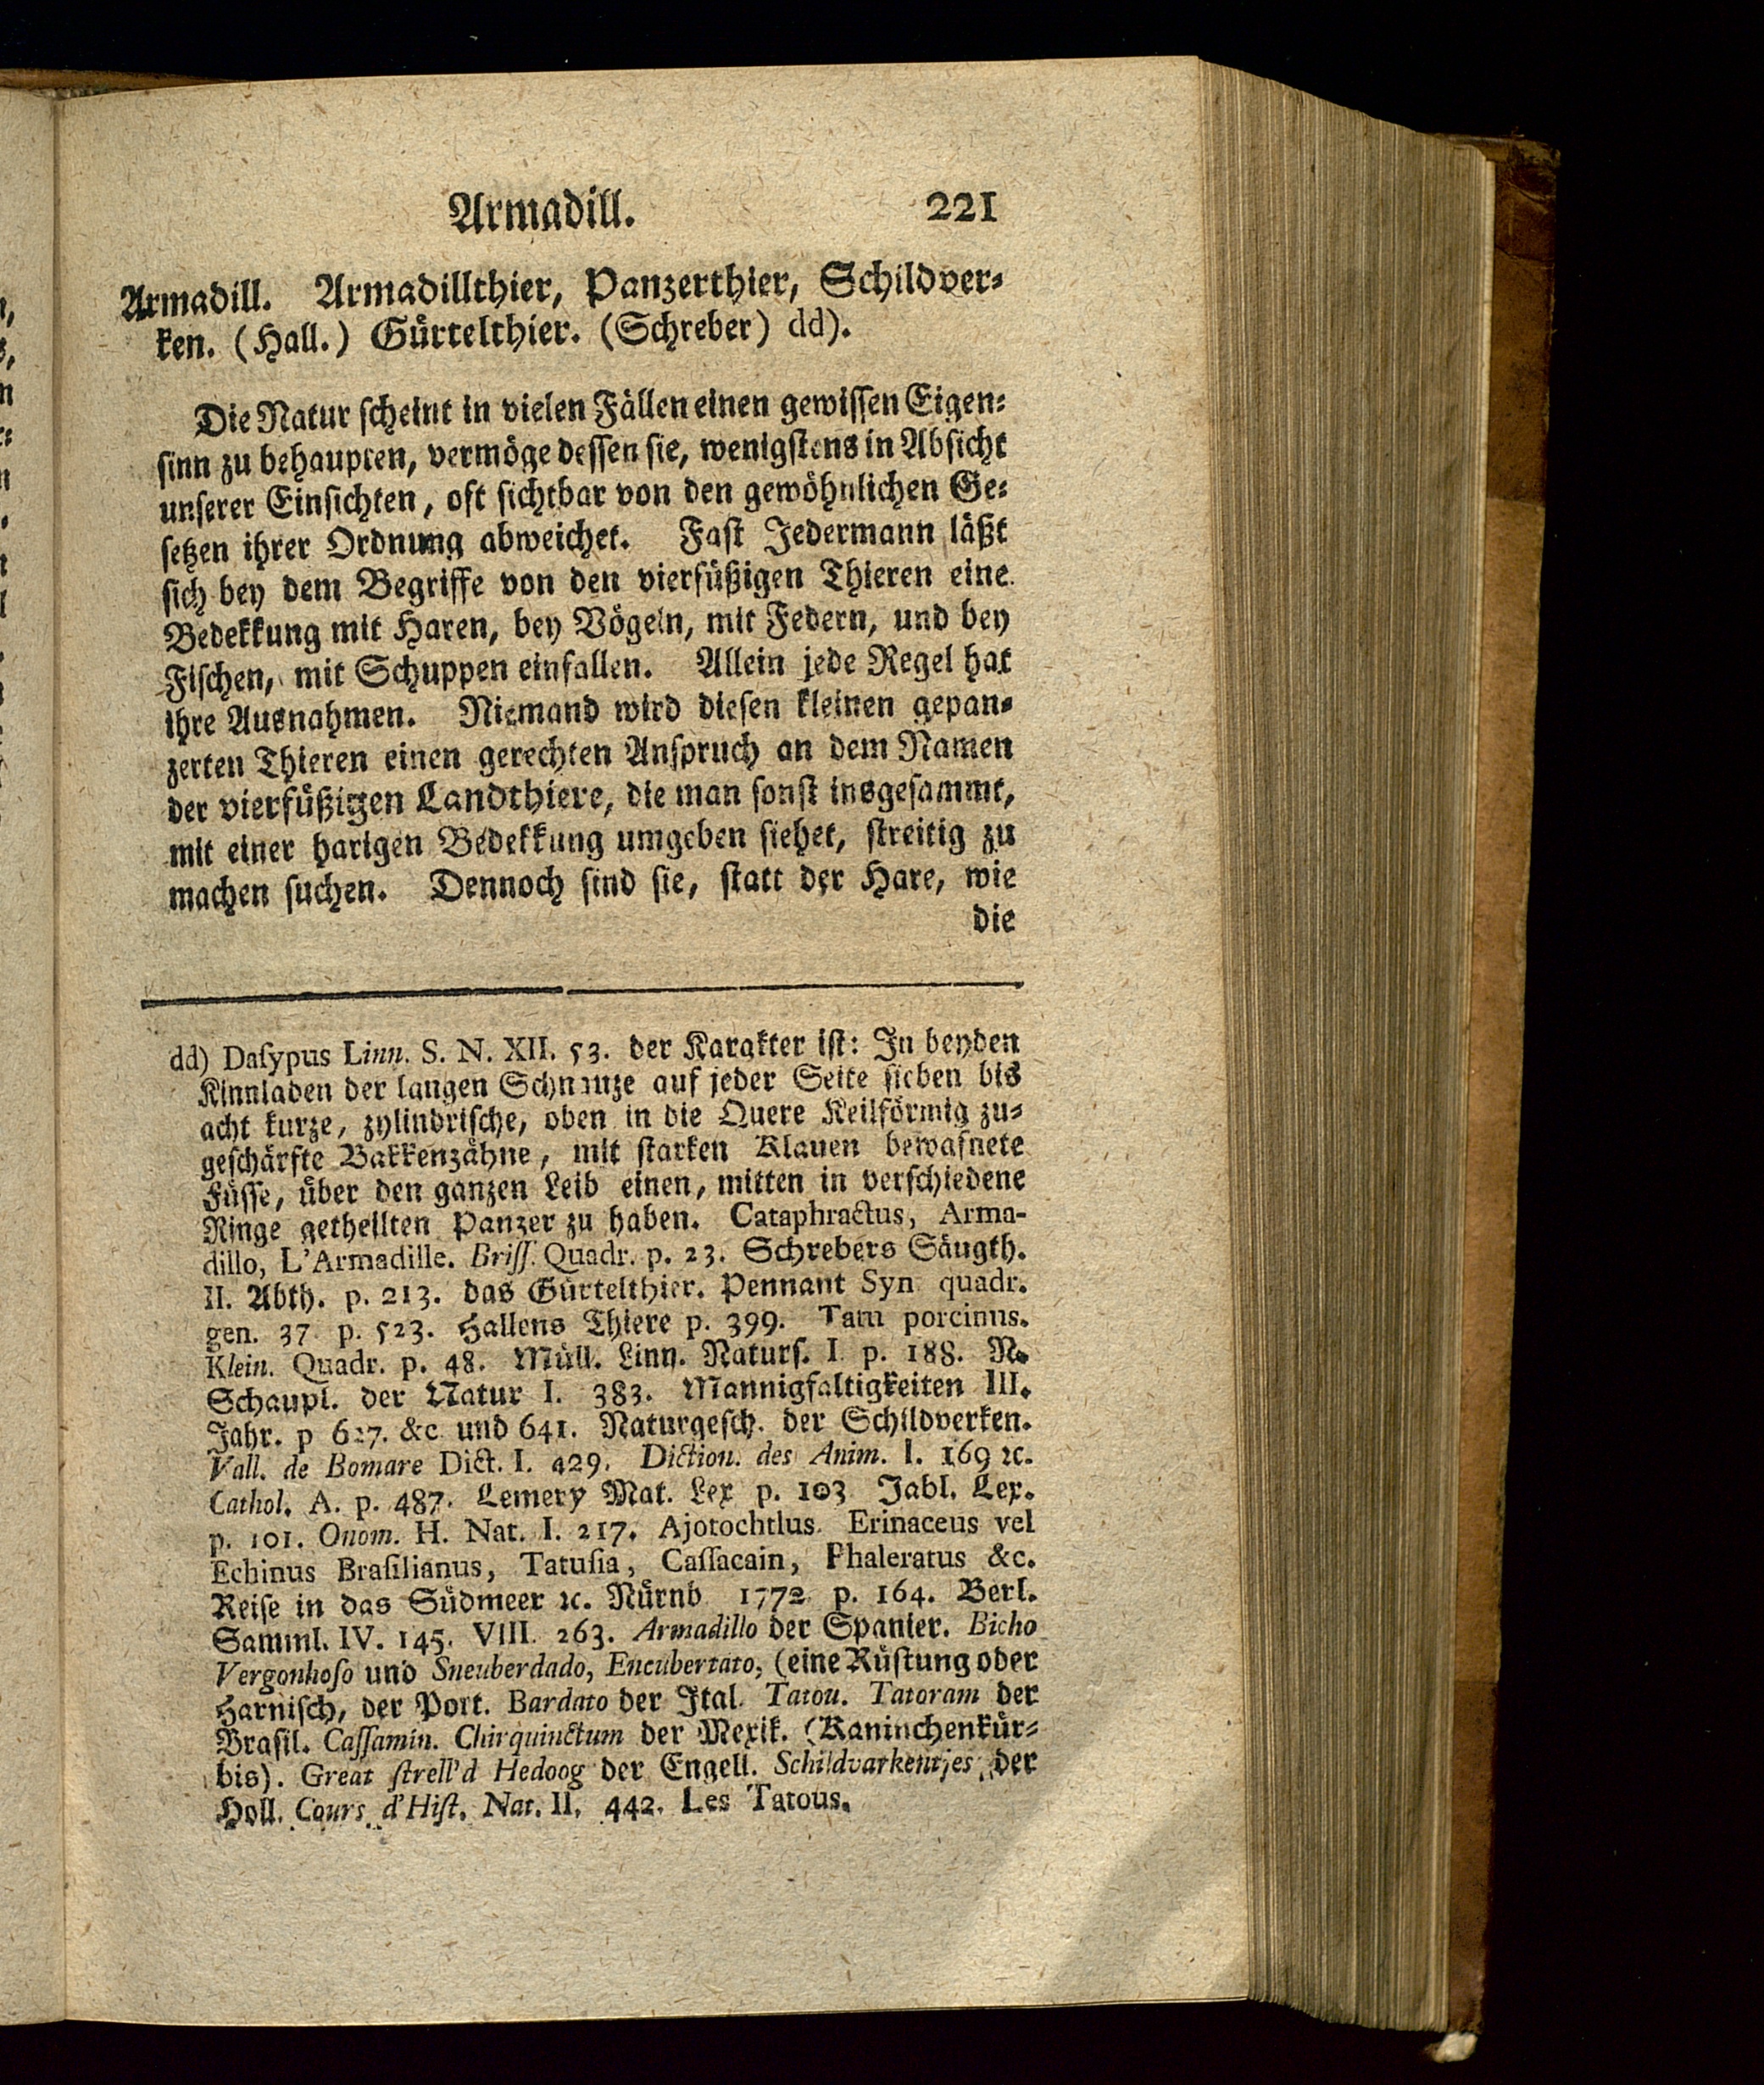 Armadill. 221
Armadill. Armadillthier, Panzerthier, Schildver⸗
ken. (Hall.) Gürtelthier. (Schreber) dd).
Die Natur ſcheint in vielen Fällen einen gewiſſen Eigen⸗
ſinn zu behaupten, vermöge deſſen ſie, wenigſtens in Abſicht
unſerer Einſichten, oft ſichtbar von den gewöhnlichen Ge⸗
ſetzen ihrer Ordnung abweichet. Faſt Jedermann läßt
ſich bey dem Begriffe von den vierfüßigen Thieren eine
Bedekkung mit Haren, bey Vögeln, mit Federn, und bey
Fiſchen, mit Schuppen einfallen. Allein jede Regel hat
ihre Ausnahmen. Niemand wird dieſen kleinen gepan⸗
zerten Thieren einen gerechten Anſpruch an dem Namen
der vierfüßigen Landthiere, die man ſonſt insgeſammt,
mit einer harigen Bedekkung umgeben ſiehet, ſtreitig zu
machen ſuchen. Dennoch ſind ſie, ſtatt der Hare, wie
die
dd) Daſypus Linn. S. N. XII. 53. der Karakter iſt: In beyden
Kinnladen der langen Schnauze auf jeder Seite ſieben bis
acht kurze, zylindriſche, oben in die Quere Keilförmig zu⸗
geſchärfte Bakkenzähne, mit ſtarken Klauen bewafnete
Füſſe, über den ganzen Leib einen, mitten in verſchiedene
Ringe getheilten Panzer zu haben. Cataphractus, Arma-
dillo, L'Armadille. Briſſ. Quadr. p. 23. Schrebers Säugth.
II. Abth. p. 213. das Gürtelthier. Pennant Syn quadr.
gen. 37 p. 523. Hallens Thiere p. 399. Tatu porcinus.
Klein. Quadr. p. 48. Müll. Linn. Naturſ. I. p. 188. N.
Schaupl. der Natur I. 383. Mannigfaltigkeiten III.
Jahr. p 627. &c und 641. Naturgeſch. der Schildverken.
Vall. de Bomare Dict. I. 429. Diction. des Anim. I. 169 ꝛc.
Cathol. A. p. 487. Lemery Mat. Lex p. 103 Jabl. Lex.
p. 101. Onom. H. Nat. I. 217. Ajotochtlus. Erinaceus vel
Echinus Braſilianus, Tatuſia, Caſſacain, Phaleratus &c.
Reiſe in das Südmeer ꝛc. Nürnb 1772 p. 164. Berl.
Samml. IV. 145. VIII. 263. Armadillo der Spanier. Bicho
Vergonhoſo und Sneuberdado, Encubertato, (eine Rüſtung oder
Harniſch, der Port. Bardato der Ital. Tatou. Tatoram der
Braſil. Caſſamin. Chirquinctum der Mexik. (Kaninchenkür⸗
bis). Great ſtrell'd Hedoog der Engell. Schildvarkentjes der
Holl. Cours d'Hiſt. Nat. II. 442. Les Tatous.